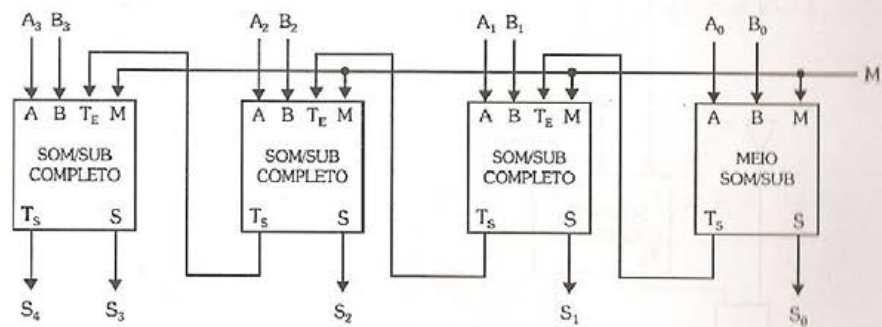 A₃ B₃ A₂ B₂ A₁ B₁ A₀ B₀
M
A B Tₑ M A B Tₑ M A B Tₑ M A B M
SOM/SUB COMPLETO
SOM/SUB COMPLETO
SOM/SUB COMPLETO
MEIO SOM/SUB
Tₛ S Tₛ S Tₛ S Tₛ S
S₄ S₃ S₂ S₁ S₀